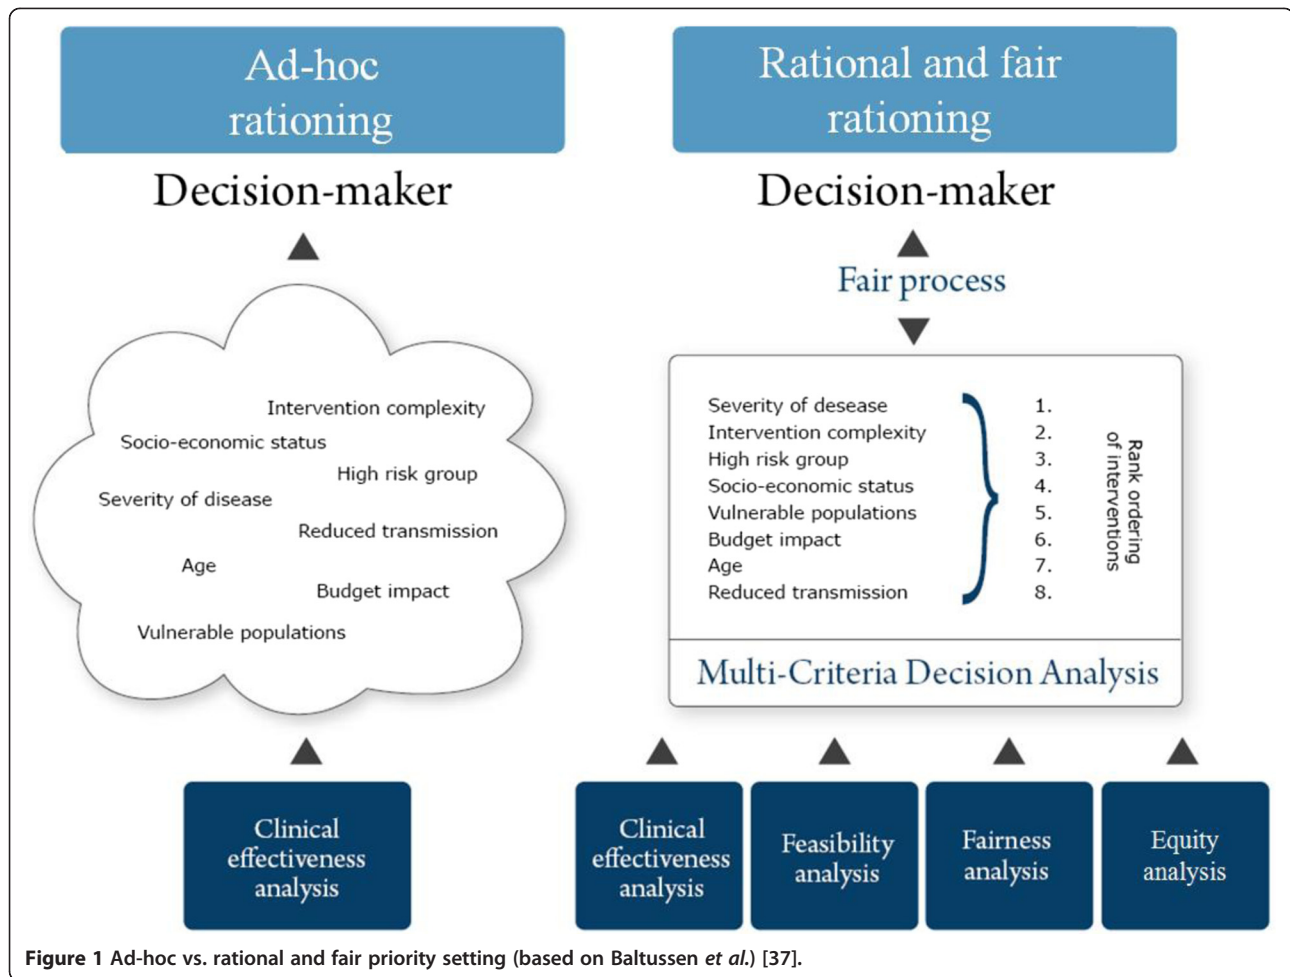 Ad-hoc
rationing
Decision-maker
Intervention complexity
Socio-economic status
High risk group
Severity of disease
Reduced transmission
Age
Budget impact
Vulnerable populations
Clinical
effectiveness
analysis
Rational and fair
rationing
Decision-maker
Fair process
Severity of desease 1.
Intervention complexity 2.
High risk group 3.
Socio-economic status 4.
Vulnerable populations 5.
Budget impact 6.
Age 7.
Reduced transmission 8.
Rank ordering
of interventions
Multi-Criteria Decision Analysis
Clinical
effectiveness
analysis
Feasibility
analysis
Fairness
analysis
Equity
analysis
Figure 1 Ad-hoc vs. rational and fair priority setting (based on Baltussen et al.) [37].